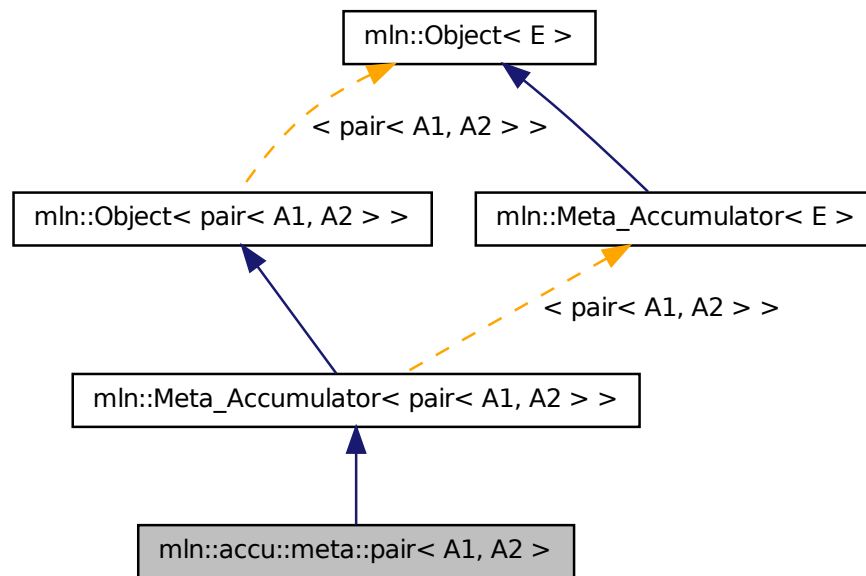 mln::Object< E >
< pair< A1, A2 > >
mln::Object< pair< A1, A2 > >
mln::Meta_Accumulator< E >
< pair< A1, A2 > >
mln::Meta_Accumulator< pair< A1, A2 > >
mln::accu::meta::pair< A1, A2 >